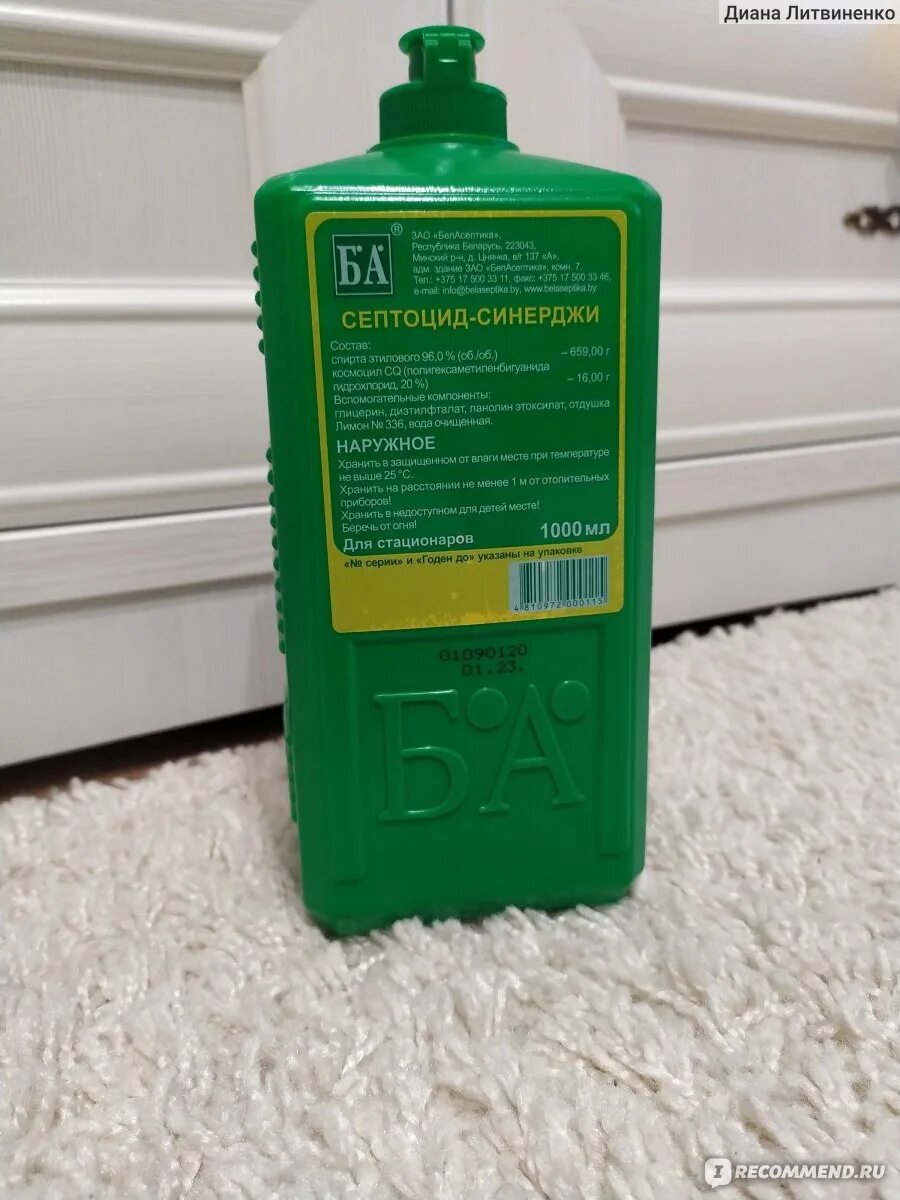 Диана Литвиненко
БА®
ЗАО «БелАсептика»,
Республика Беларусь, 223043,
Минский р-н, д. Цнянка, в/г 137 «А»,
адм. здание ЗАО «БелАсептика», комн. 7.
Тел.: +375 17 500 33 11, факс: +375 17 500 33 46,
e-mail: info@belaseptika.by, www.belaseptika.by
СЕПТОЦИД-СИНЕРДЖИ
Состав:
спирта этилового 96,0 % (об./об.) – 659,00 г
космоцил CQ (полигексаметиленбигуанида
гидрохлорид, 20 %) – 16,00 г
Вспомогательные компоненты:
глицерин, диэтилфталат, ланолин этоксилат, отдушка
Лимон № 336, вода очищенная.
НАРУЖНОЕ
Хранить в защищенном от влаги месте при температуре
не выше 25 °С.
Хранить на расстоянии не менее 1 м от отопительных
приборов!
Хранить в недоступном для детей месте!
Беречь от огня!
Для стационаров 1000 мл
«№ серии» и «Годен до» указаны на упаковке
4 810972 000115
01090120
01.23.
БА
IRECOMMEND.RU